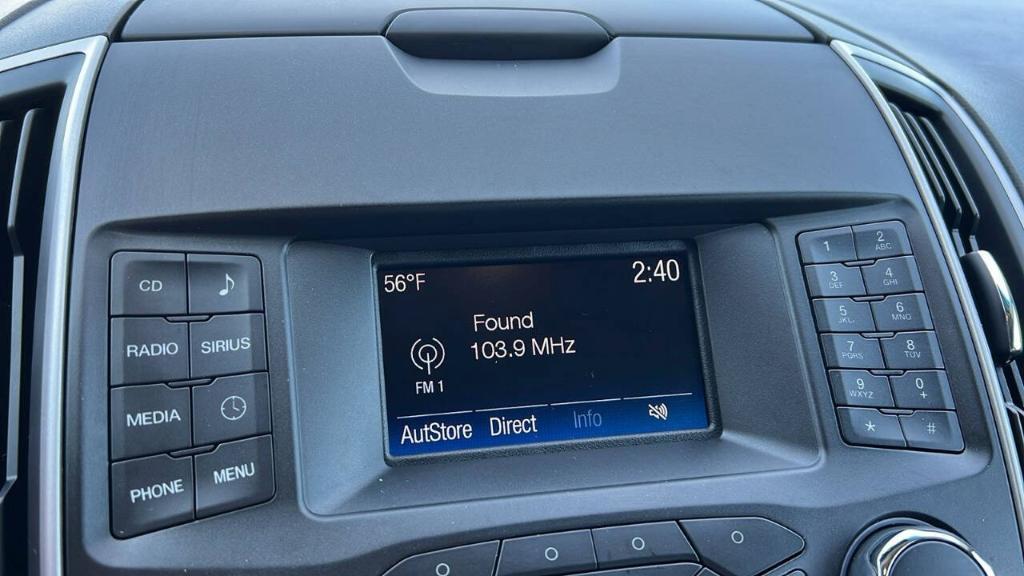 56°F 2:40
Found
103.9 MHz
FM 1
AutStore Direct Info
CD
RADIO SIRIUS
MEDIA
PHONE MENU
1 2 ABC
3 DEF 4 GHI
5 JKL 6 MNO
7 PQRS 8 TUV
9 WXYZ 0 +
* #